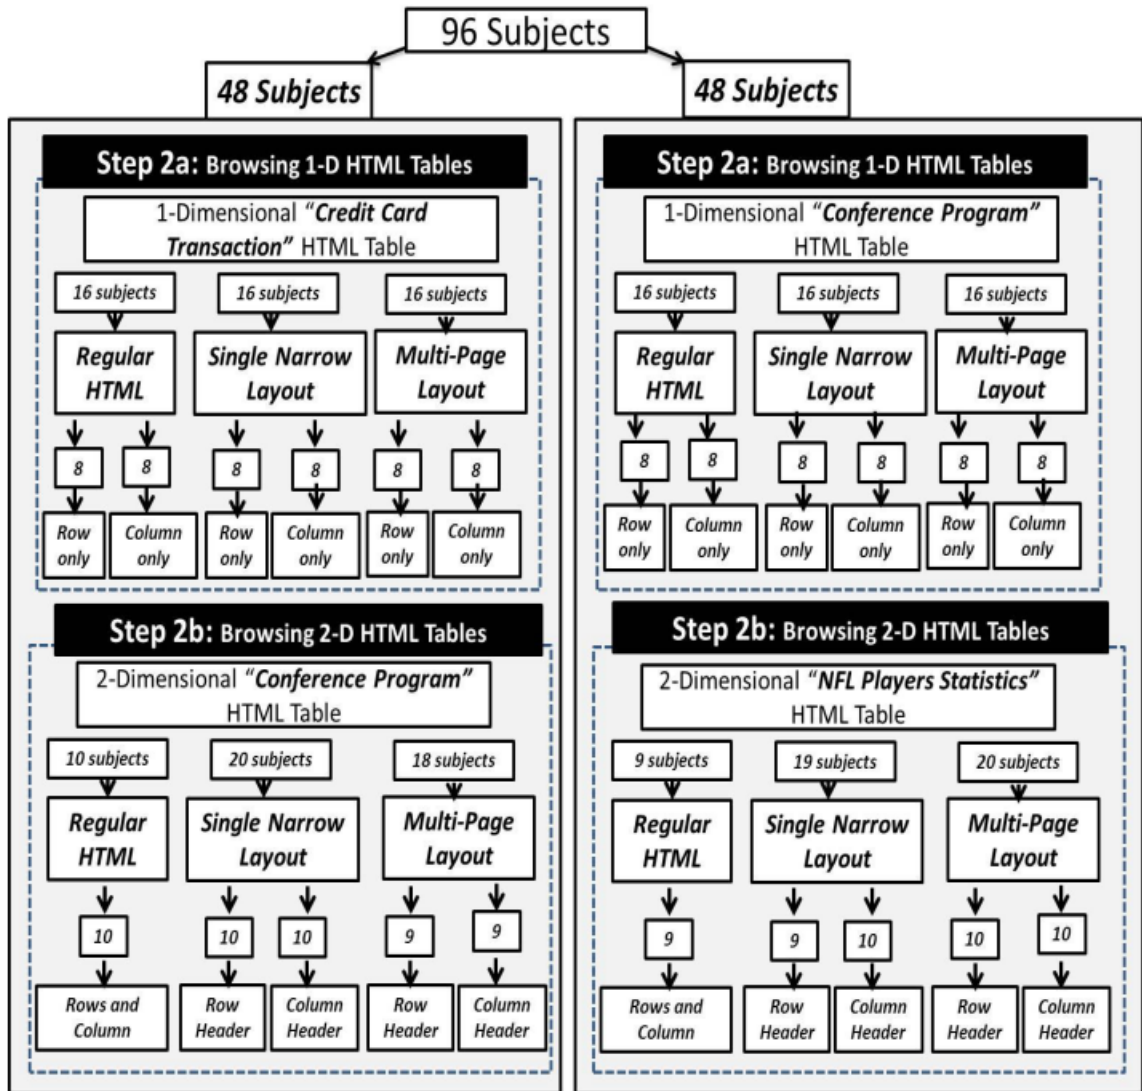 96 Subjects
48 Subjects
Step 2a: Browsing 1-D HTML Tables
1-Dimensional “Credit Card
Transaction” HTML Table
16 subjects 16 subjects 16 subjects
Regular Single Narrow Multi-Page
HTML Layout Layout
8 8 8 8 8 8
Row Column Row Column Row Column
only only only only only only
Step 2b: Browsing 2-D HTML Tables
2-Dimensional “Conference Program”
HTML Table
10 subjects 20 subjects 18 subjects
Regular Single Narrow Multi-Page
HTML Layout Layout
10 10 10 9 9
Rows and Row Column Row Column
Column Header Header Header Header
48 Subjects
Step 2a: Browsing 1-D HTML Tables
1-Dimensional “Conference Program”
HTML Table
16 subjects 16 subjects 16 subjects
Regular Single Narrow Multi-Page
HTML Layout Layout
8 8 8 8 8 8
Row Column Row Column Row Column
only only only only only only
Step 2b: Browsing 2-D HTML Tables
2-Dimensional “NFL Players Statistics”
HTML Table
9 subjects 19 subjects 20 subjects
Regular Single Narrow Multi-Page
HTML Layout Layout
9 9 10 10 10
Rows and Row Column Row Column
Column Header Header Header Header